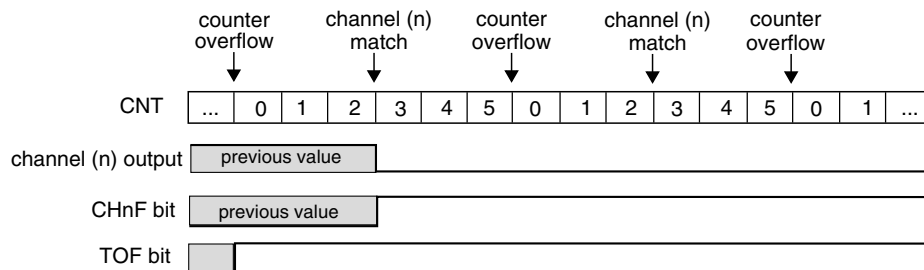 counter
overflow
channel (n)
match
counter
overflow
channel (n)
match
counter
overflow
CNT ... 0 1 2 3 4 5 0 1 2 3 4 5 0 1 ...
channel (n) output previous value
CHnF bit previous value
TOF bit